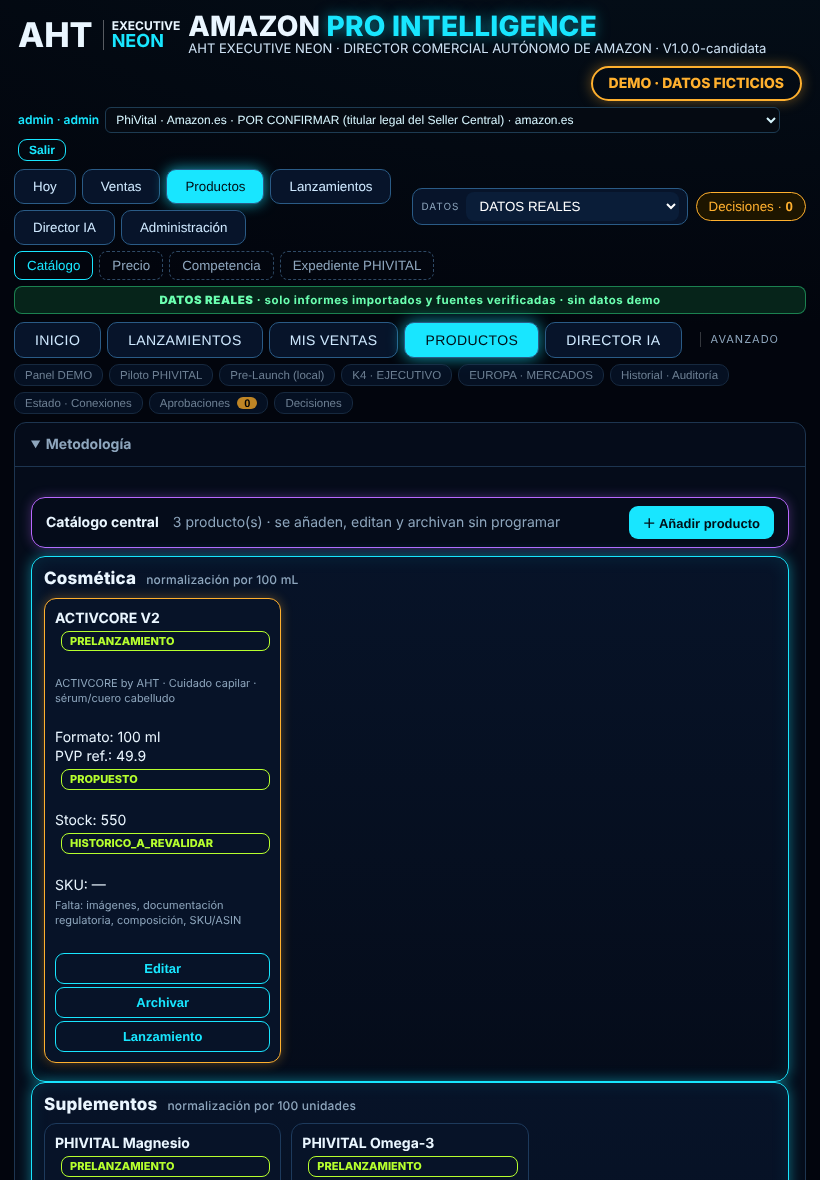 AHT EXECUTIVE NEON
AMAZON PRO INTELLIGENCE
AHT EXECUTIVE NEON · DIRECTOR COMERCIAL AUTÓNOMO DE AMAZON · V1.0.0-candidata
DEMO · DATOS FICTICIOS
admin · admin
PhiVital · Amazon.es · POR CONFIRMAR (titular legal del Seller Central) · amazon.es
Salir
Hoy Ventas Productos Lanzamientos
Director IA Administración
DATOS DATOS REALES
Decisiones · 0
Catálogo Precio Competencia Expediente PHIVITAL
DATOS REALES · solo informes importados y fuentes verificadas · sin datos demo
INICIO LANZAMIENTOS MIS VENTAS PRODUCTOS DIRECTOR IA AVANZADO
Panel DEMO Piloto PHIVITAL Pre-Launch (local) K4 · EJECUTIVO EUROPA · MERCADOS Historial · Auditoría
Estado · Conexiones Aprobaciones 0 Decisiones
▼ Metodología
Catálogo central 3 producto(s) · se añaden, editan y archivan sin programar
+ Añadir producto
Cosmética normalización por 100 mL
ACTIVCORE V2
PRELANZAMIENTO
ACTIVCORE by AHT · Cuidado capilar ·
sérum/cuero cabelludo
Formato: 100 ml
PVP ref.: 49.9
PROPUESTO
Stock: 550
HISTORICO_A_REVALIDAR
SKU: —
Falta: imágenes, documentación
regulatoria, composición, SKU/ASIN
Editar
Archivar
Lanzamiento
Suplementos normalización por 100 unidades
PHIVITAL Magnesio PHIVITAL Omega-3
PRELANZAMIENTO PRELANZAMIENTO